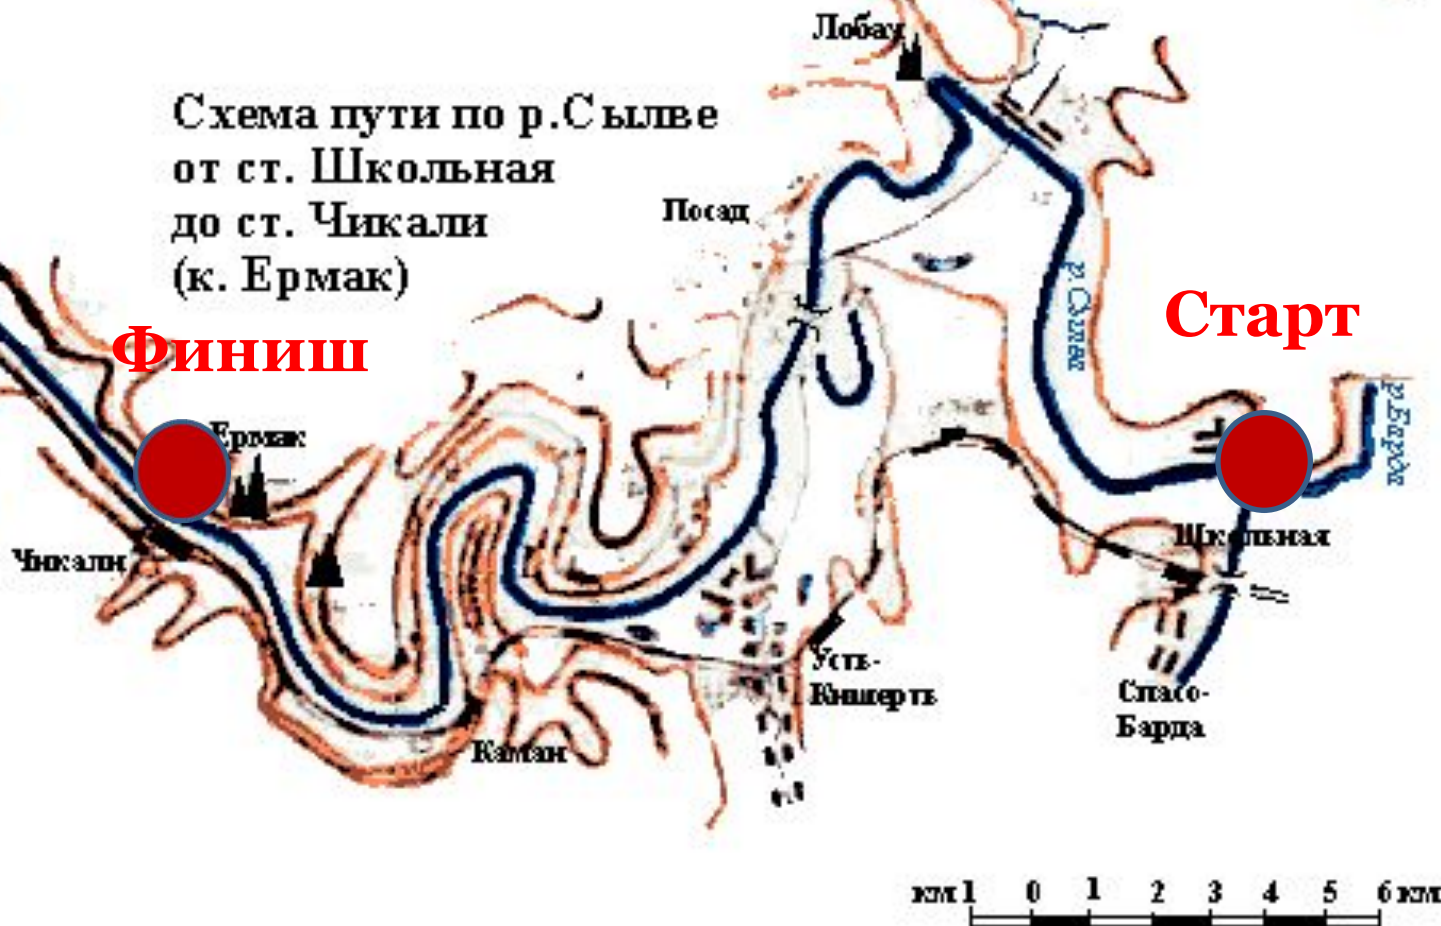 Лобач
Схема пути по р.Сылве
от ст. Школьная
до ст. Чикали
(к. Ермак)
Посад
р. Сылва
Старт
Финиш
р.Барда
Ермак
Чикали
Школьная
Усть-
Кишерть
Спасо-
Барда
Каман
км 1 0 1 2 3 4 5 6 км